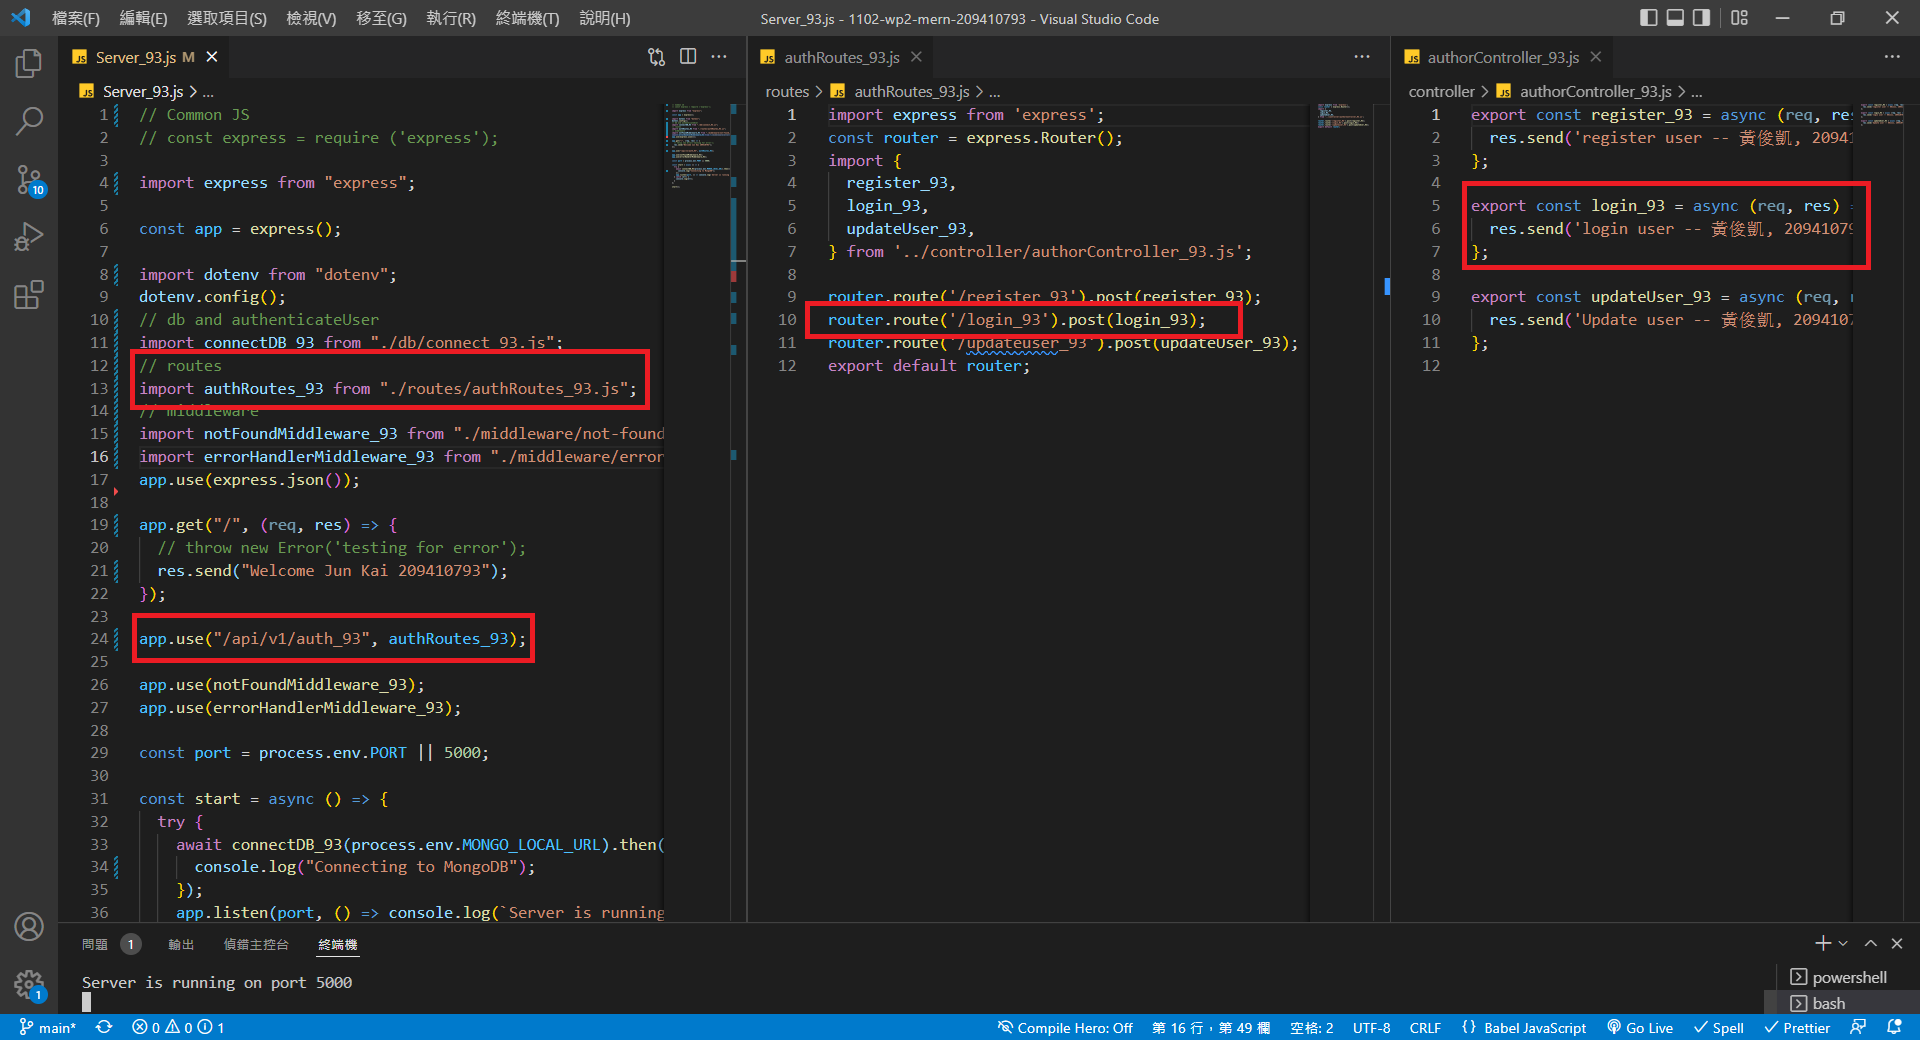 檔案(F) 編輯(E) 選取項目(S) 檢視(V) 移至(G) 執行(R) 終端機(T) 說明(H)
Server_93.js - 1102-wp2-mern-209410793 - Visual Studio Code
Server_93.js M
Server_93.js > ...
1 // Common JS
2 // const express = require ('express');
3
4 import express from "express";
5
6 const app = express();
7
8 import dotenv from "dotenv";
9 dotenv.config();
10 // db and authenticateUser
11 import connectDB_93 from "./db/connect_93.js";
12 // routes
13 import authRoutes_93 from "./routes/authRoutes_93.js";
14 // middleware
15 import notFoundMiddleware_93 from "./middleware/not-found
16 import errorHandlerMiddleware_93 from "./middleware/error
17 app.use(express.json());
18
19 app.get("/", (req, res) => {
20 // throw new Error('testing for error');
21 res.send("Welcome Jun Kai 209410793");
22 });
23
24 app.use("/api/v1/auth_93", authRoutes_93);
25
26 app.use(notFoundMiddleware_93);
27 app.use(errorHandlerMiddleware_93);
28
29 const port = process.env.PORT || 5000;
30
31 const start = async () => {
32 try {
33 await connectDB_93(process.env.MONGO_LOCAL_URL).then(
34 console.log("Connecting to MongoDB");
35 });
36 app.listen(port, () => console.log(`Server is running
authRoutes_93.js
routes > authRoutes_93.js > ...
1 import express from 'express';
2 const router = express.Router();
3 import {
4 register_93,
5 login_93,
6 updateUser_93,
7 } from '../controller/authorController_93.js';
8
9 router.route('/register_93').post(register_93);
10 router.route('/login_93').post(login_93);
11 router.route('/updateuser_93').post(updateUser_93);
12 export default router;
authorController_93.js
controller > authorController_93.js > ...
1 export const register_93 = async (req, res
2 res.send('register user -- 黃俊凱, 20941
3 };
4
5 export const login_93 = async (req, res) =
6 res.send('login user -- 黃俊凱, 20941079
7 };
8
9 export const updateUser_93 = async (req, r
10 res.send('Update user -- 黃俊凱, 209410
11 };
12
問題 1 輸出 偵錯主控台 終端機
Server is running on port 5000
powershell
bash
10
1
main* 0 0 1 Compile Hero: Off 第 16 行，第 49 欄 空格: 2 UTF-8 CRLF {} Babel JavaScript Go Live Spell Prettier